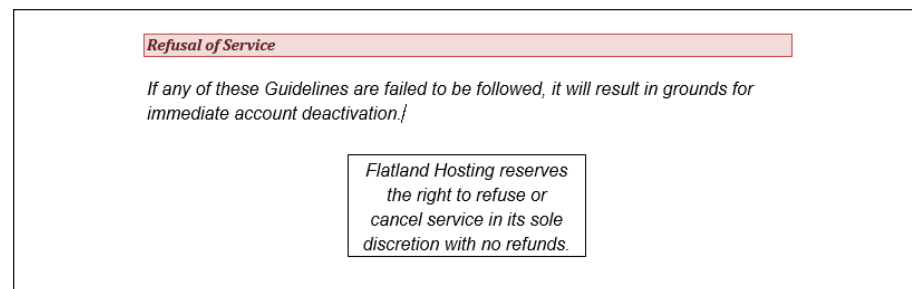 Refusal of Service
If any of these Guidelines are failed to be followed, it will result in grounds for
immediate account deactivation.
Flatland Hosting reserves
the right to refuse or
cancel service in its sole
discretion with no refunds.